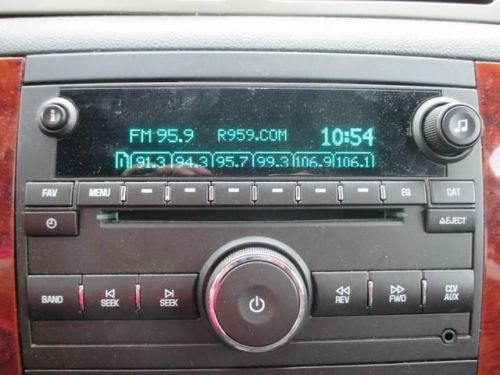 FM 95.9 R959.COM 10:54
1 91.3 94.3 95.7 99.3 106.9 106.1
FAV MENU EQ CAT
EJECT
BAND SEEK SEEK REV FWD CD/
AUX